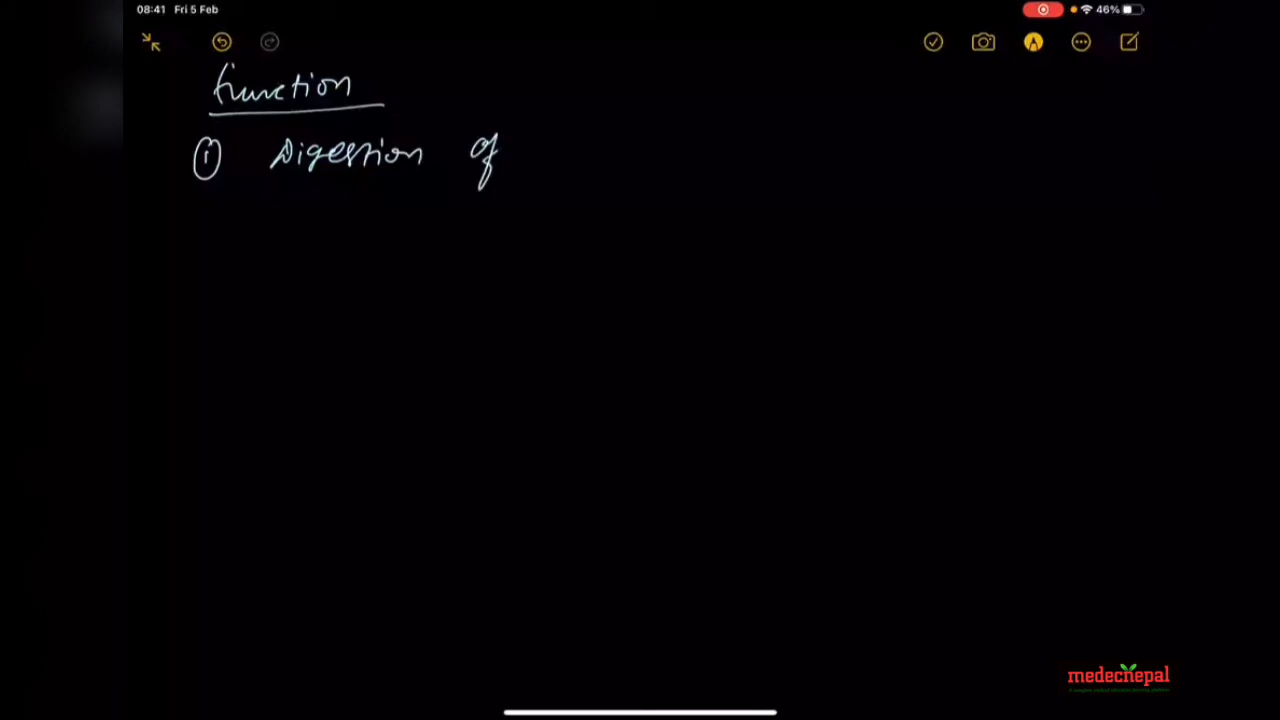 08:41 Fri 5 Feb 46%
Function
① Digestion of
medecnepal